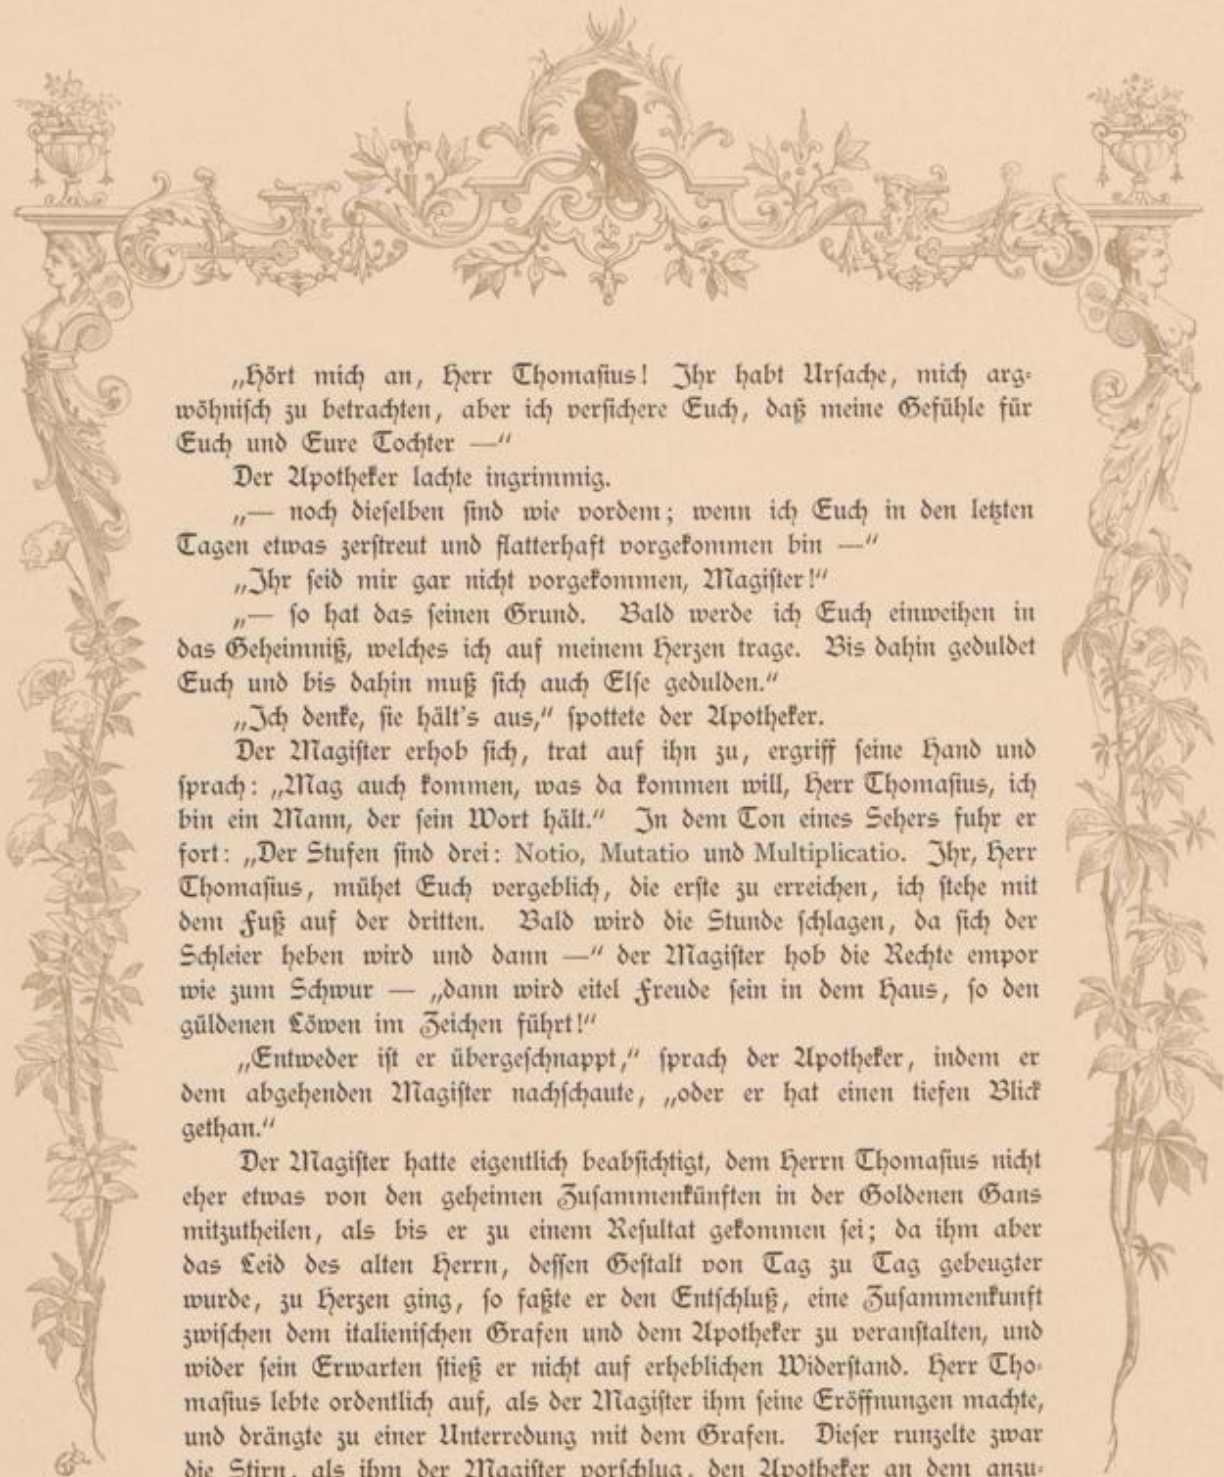 „Hört mich an, Herr Thomasius! Ihr habt Ursache, mich arg-
wöhnisch zu betrachten, aber ich versichere Euch, daß meine Gefühle für
Euch und Eure Tochter —“
Der Apotheker lachte ingrimmig.
„— noch dieselben sind wie vordem; wenn ich Euch in den letzten
Tagen etwas zerstreut und flatterhaft vorgekommen bin —“
„Ihr seid mir gar nicht vorgekommen, Magister!“
„— so hat das seinen Grund. Bald werde ich Euch einweihen in
das Geheimniß, welches ich auf meinem Herzen trage. Bis dahin geduldet
Euch und bis dahin muß sich auch Else gedulden.“
„Ich denke, sie hält's aus,“ spottete der Apotheker.
Der Magister erhob sich, trat auf ihn zu, ergriff seine Hand und
sprach: „Mag auch kommen, was da kommen will, Herr Thomasius, ich
bin ein Mann, der sein Wort hält.“ In dem Ton eines Sehers fuhr er
fort: „Der Stufen sind drei: Notio, Mutatio und Multiplicatio. Ihr, Herr
Thomasius, mühet Euch vergeblich, die erste zu erreichen, ich stehe mit
dem Fuß auf der dritten. Bald wird die Stunde schlagen, da sich der
Schleier heben wird und dann —“ der Magister hob die Rechte empor
wie zum Schwur — „dann wird eitel Freude sein in dem Haus, so den
güldenen Löwen im Zeichen führt!“
„Entweder ist er übergeschnappt,“ sprach der Apotheker, indem er
dem abgehenden Magister nachschaute, „oder er hat einen tiefen Blick
gethan.“
Der Magister hatte eigentlich beabsichtigt, dem Herrn Thomasius nicht
eher etwas von den geheimen Zusammenkünften in der Goldenen Gans
mitzutheilen, als bis er zu einem Resultat gekommen sei; da ihm aber
das Leid des alten Herrn, dessen Gestalt von Tag zu Tag gebeugter
wurde, zu Herzen ging, so faßte er den Entschluß, eine Zusammenkunft
zwischen dem italienischen Grafen und dem Apotheker zu veranstalten, und
wider sein Erwarten stieß er nicht auf erheblichen Widerstand. Herr Tho-
masius lebte ordentlich auf, als der Magister ihm seine Eröffnungen machte,
und drängte zu einer Unterredung mit dem Grafen. Dieser runzelte zwar
die Stirn, als ihm der Magister vorschlug, den Apotheker an dem anzu-